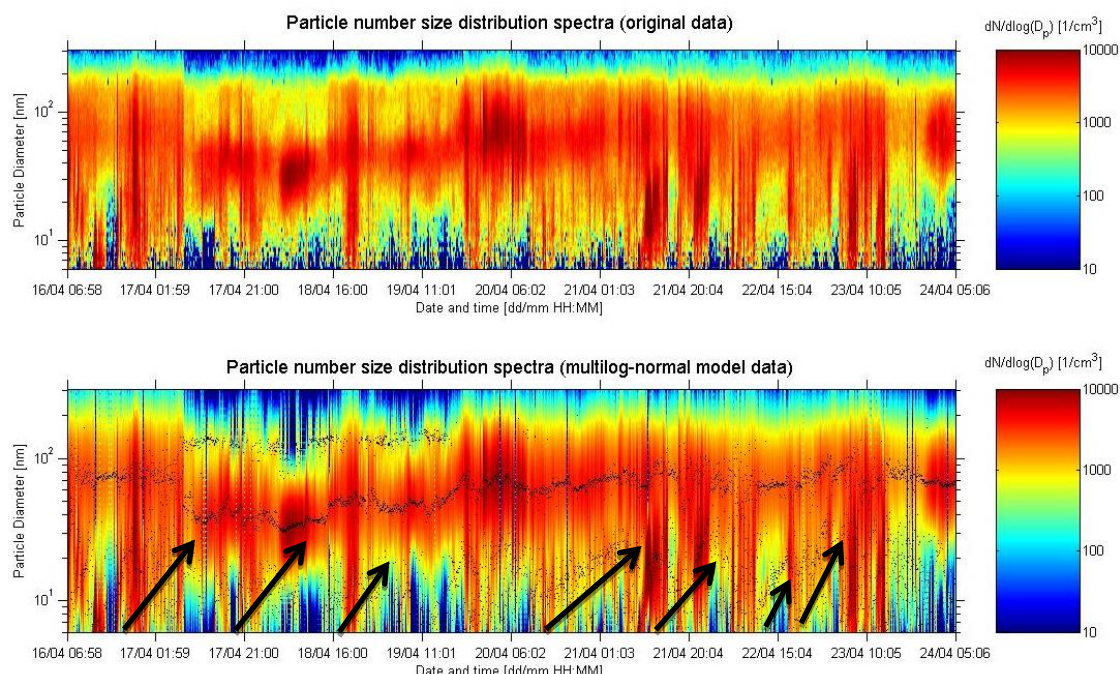 Particle number size distribution spectra (original data)
dN/dlog(D_p) [1/cm³]
10000
1000
100
10
Particle Diameter [nm]
10²
10¹
16/04 06:58 17/04 01:59 17/04 21:00 18/04 16:00 19/04 11:01 20/04 06:02 21/04 01:03 21/04 20:04 22/04 15:04 23/04 10:05 24/04 05:06
Date and time [dd/mm HH:MM]
Particle number size distribution spectra (multilog-normal model data)
dN/dlog(D_p) [1/cm³]
10000
1000
100
10
Particle Diameter [nm]
10²
10¹
16/04 06:58 17/04 01:59 17/04 21:00 18/04 16:00 19/04 11:01 20/04 06:02 21/04 01:03 21/04 20:04 22/04 15:04 23/04 10:05 24/04 05:06
Date and time [dd/mm HH:MM]